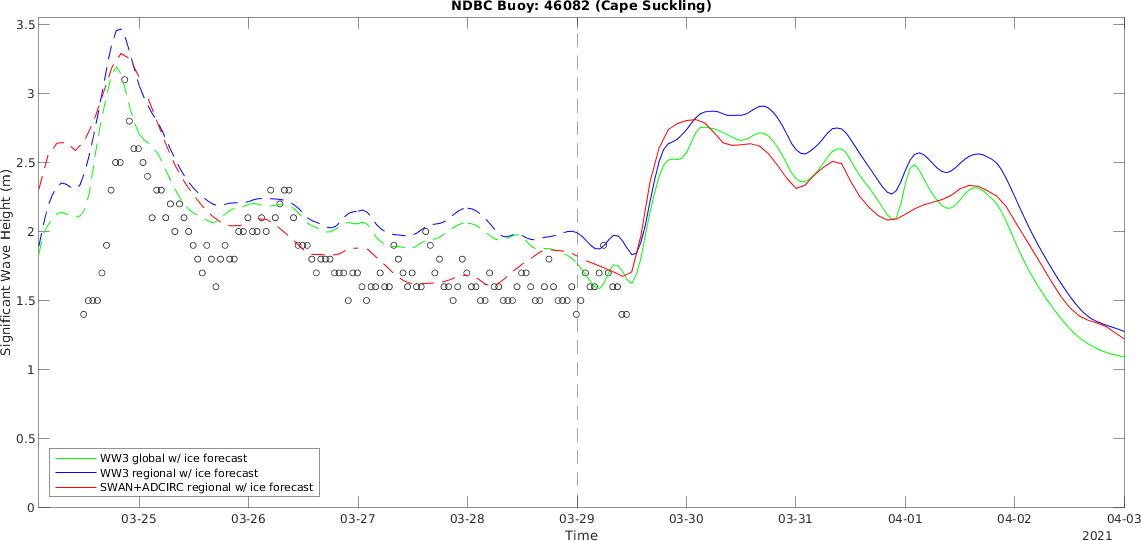 NDBC Buoy: 46082 (Cape Suckling)
Significant Wave Height (m)
3.5
3
2.5
2
1.5
1
0.5
0
WW3 global w/ ice forecast
WW3 regional w/ ice forecast
SWAN+ADCIRC regional w/ ice forecast
03-25 03-26 03-27 03-28 03-29 03-30 03-31 04-01 04-02 04-03
Time
2021